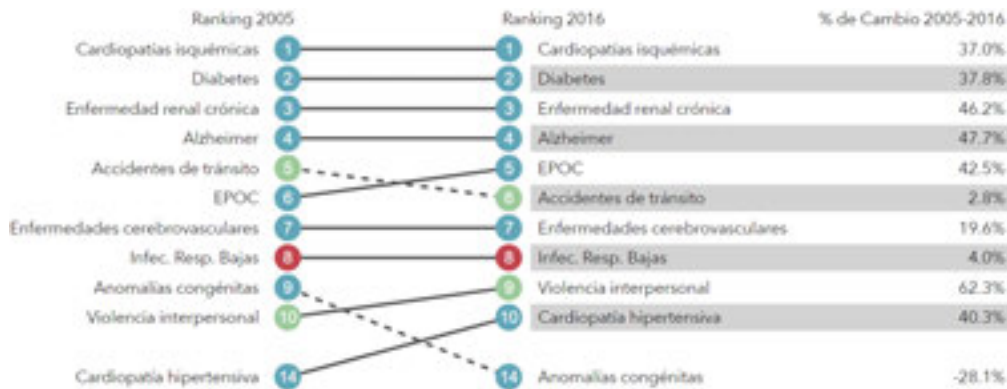 Ranking 2005 Ranking 2016 % de Cambio 2005-2016
Cardiopatías isquémicas 1 1 Cardiopatías isquémicas 37.0%
Diabetes 2 2 Diabetes 37.8%
Enfermedad renal crónica 3 3 Enfermedad renal crónica 46.2%
Alzheimer 4 4 Alzheimer 47.7%
Accidentes de tránsito 5 5 EPOC 42.5%
EPOC 6 6 Accidentes de tránsito 2.8%
Enfermedades cerebrovasculares 7 7 Enfermedades cerebrovasculares 19.6%
Infec. Resp. Bajas 8 8 Infec. Resp. Bajas 4.0%
Anomalías congénitas 9 9 Violencia interpersonal 62.3%
Violencia interpersonal 10 10 Cardiopatía hipertensiva 40.3%
Cardiopatía hipertensiva 14 14 Anomalías congénitas -28.1%